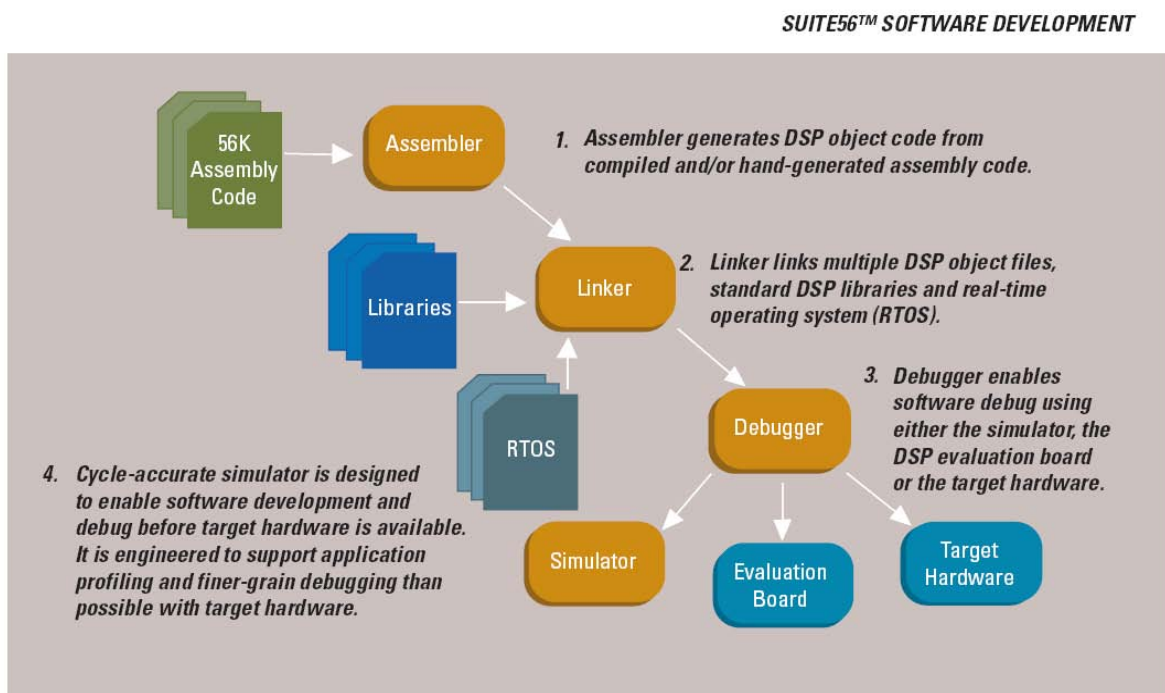 SUITE56™ SOFTWARE DEVELOPMENT
56K
Assembly
Code
Assembler
1. Assembler generates DSP object code from
compiled and/or hand-generated assembly code.
Libraries
Linker
2. Linker links multiple DSP object files,
standard DSP libraries and real-time
operating system (RTOS).
RTOS
Debugger
3. Debugger enables
software debug using
either the simulator, the
DSP evaluation board
or the target hardware.
4. Cycle-accurate simulator is designed
to enable software development and
debug before target hardware is available.
It is engineered to support application
profiling and finer-grain debugging than
possible with target hardware.
Simulator
Evaluation
Board
Target
Hardware